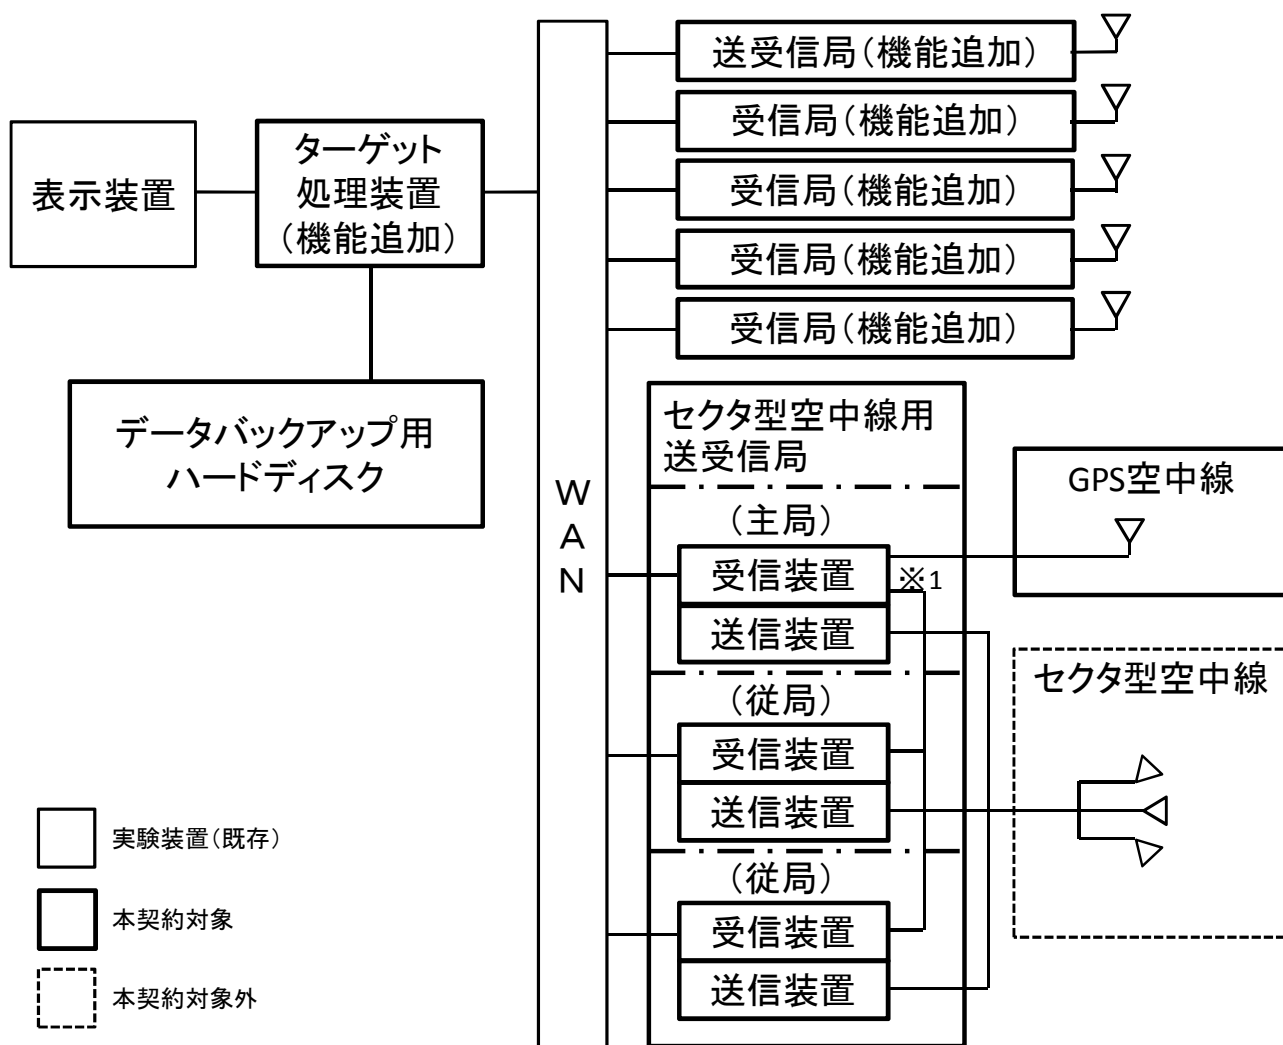 送受信局(機能追加)
受信局(機能追加)
受信局(機能追加)
受信局(機能追加)
受信局(機能追加)
表示装置
ターゲット
処理装置
(機能追加)
データバックアップ用
ハードディスク
WAN
セクタ型空中線用
送受信局
(主局)
受信装置
※1
送信装置
(従局)
受信装置
送信装置
(従局)
受信装置
送信装置
GPS空中線
セクタ型空中線
実験装置(既存)
本契約対象
本契約対象外